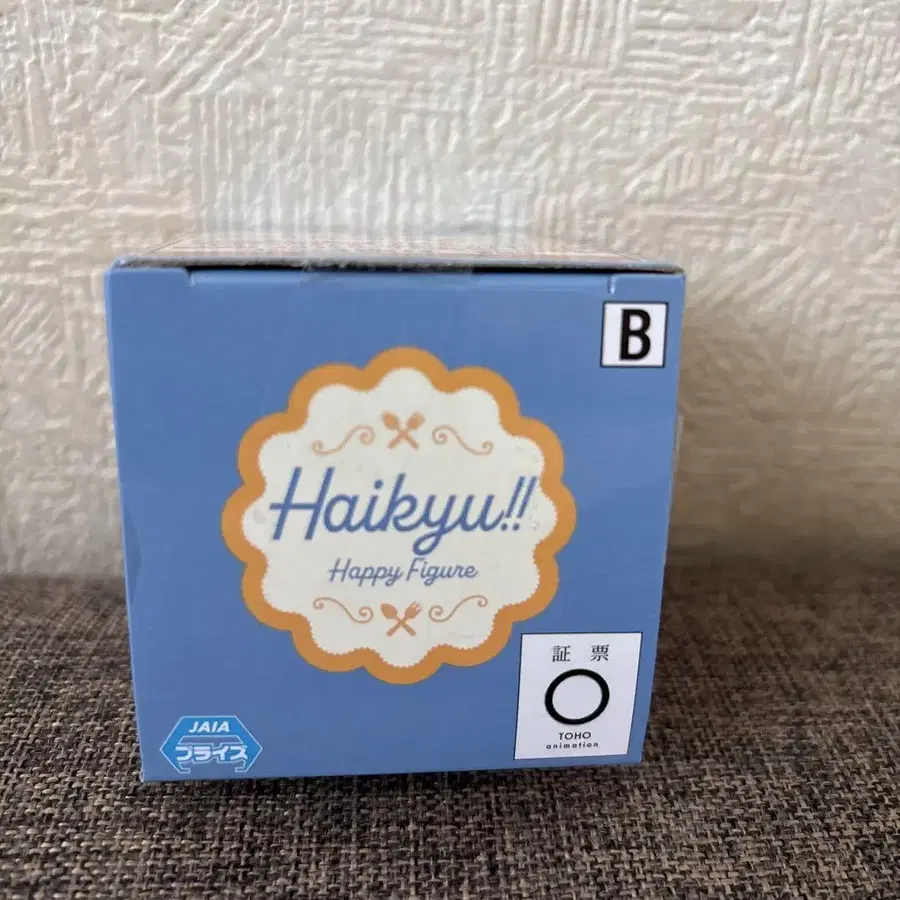 B
Haikyu!!
Happy Figure
証票
TOHO
animation
JAIA
プライズ